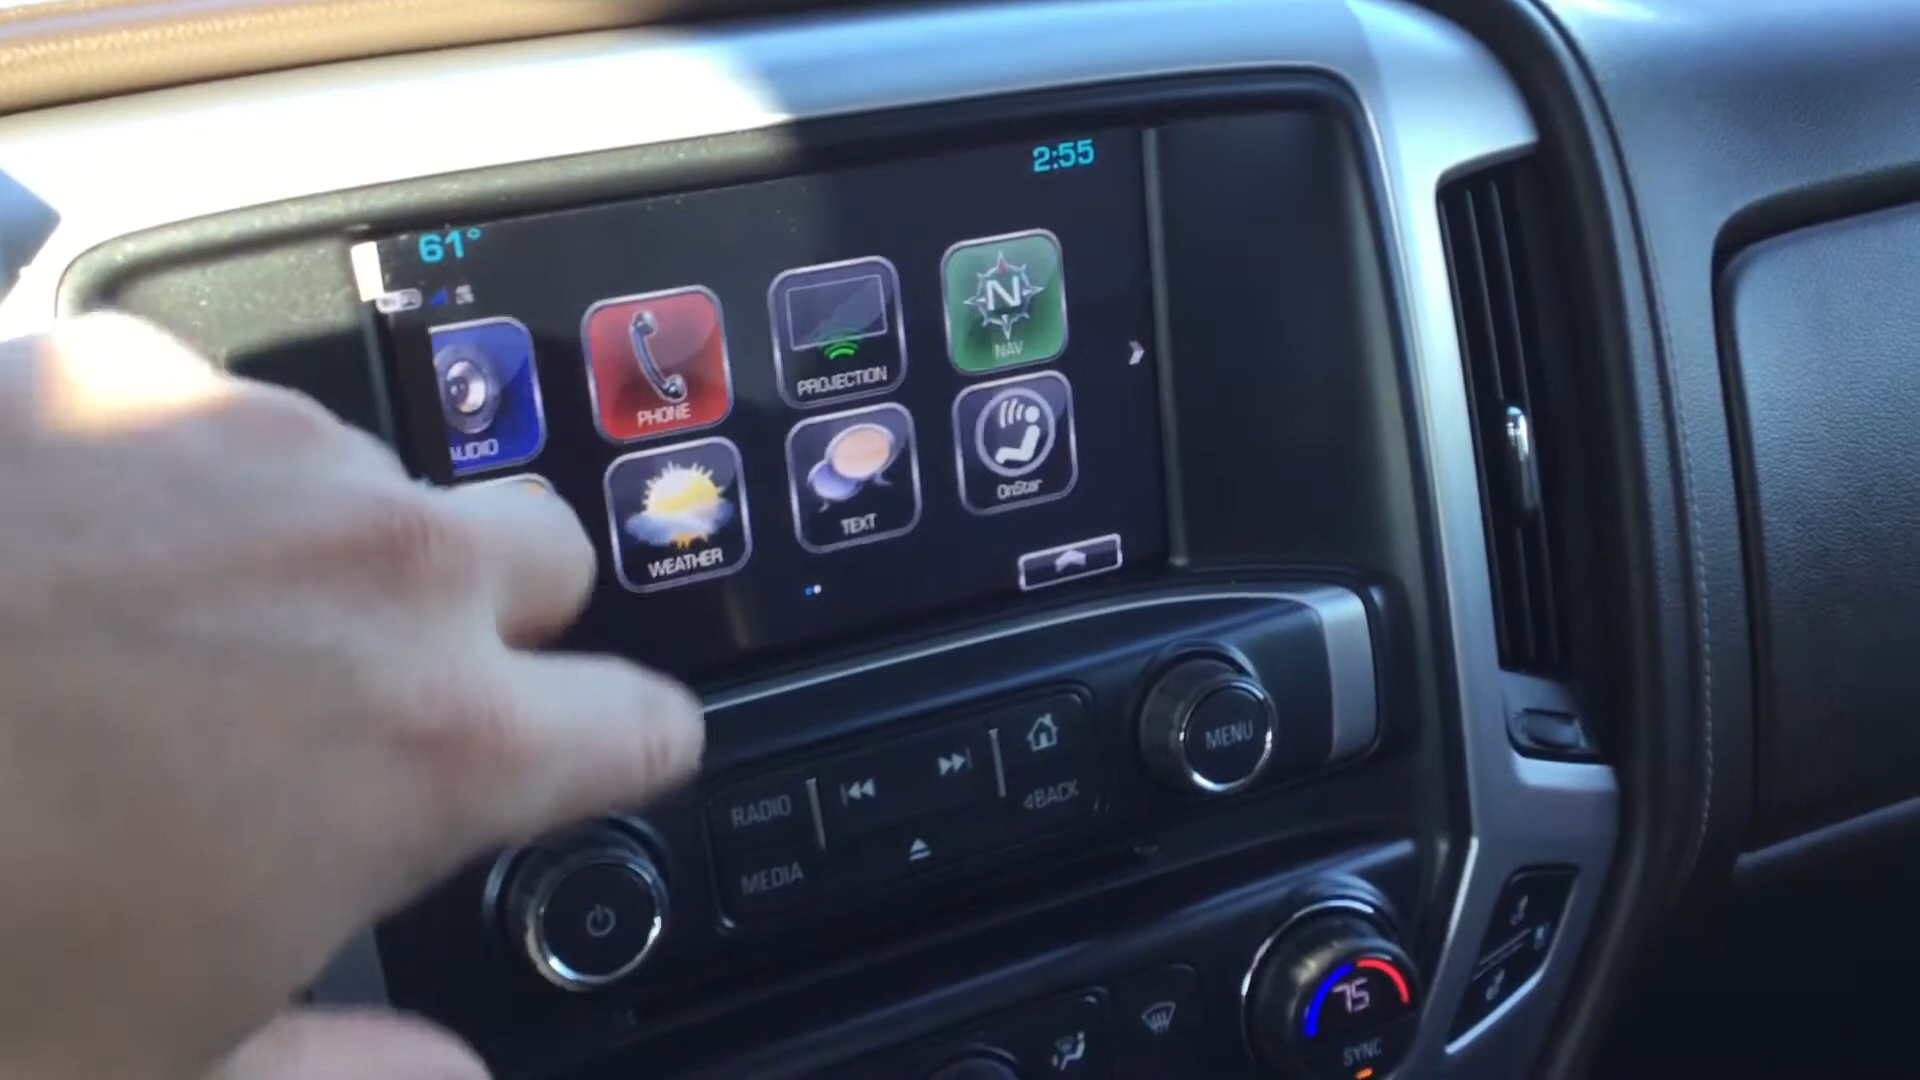 2:55
61°
AUDIO
PHONE
PROJECTION
N
NAV
WEATHER
TEXT
OnStar
RADIO
MEDIA
BACK
MENU
75
SYNC